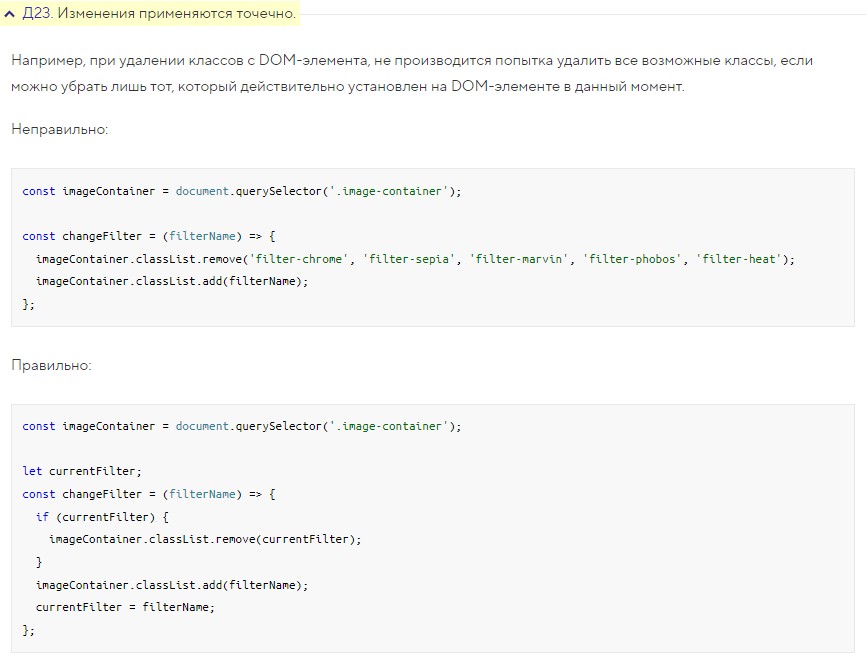 Д23. Изменения применяются точечно.
Например, при удалении классов с DOM-элемента, не производится попытка удалить все возможные классы, если
можно убрать лишь тот, который действительно установлен на DOM-элементе в данный момент.
Неправильно:
const imageContainer = document.querySelector('.image-container');
const changeFilter = (filterName) => {
  imageContainer.classList.remove('filter-chrome', 'filter-sepia', 'filter-marvin', 'filter-phobos', 'filter-heat');
  imageContainer.classList.add(filterName);
};
Правильно:
const imageContainer = document.querySelector('.image-container');
let currentFilter;
const changeFilter = (filterName) => {
  if (currentFilter) {
    imageContainer.classList.remove(currentFilter);
  }
  imageContainer.classList.add(filterName);
  currentFilter = filterName;
};